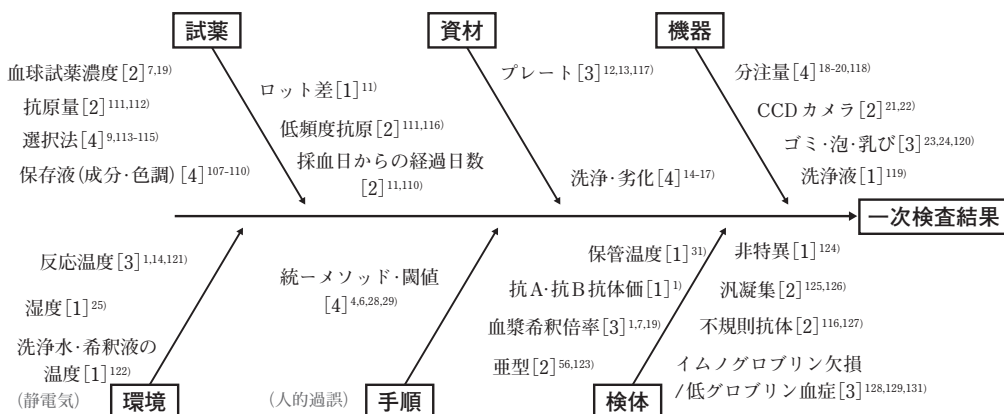 試薬
資材
機器
血球試薬濃度[2]7,19)
抗原量[2]111,112)
選択法[4]9,113-115)
保存液(成分・色調)[4]107-110)
ロット差[1]11)
低頻度抗原[2]111,116)
採血日からの経過日数
[2]11,110)
プレート[3]12,13,117)
洗浄・劣化[4]14-17)
分注量[4]18-20,118)
CCDカメラ[2]21,22)
ゴミ・泡・乳び[3]23,24,120)
洗浄液[1]119)
一次検査結果
反応温度[3]1,14,121)
湿度[1]25)
洗浄水・希釈液の
温度[1]122)
(静電気)
環境
統一メソッド・閾値
[4]4,6,28,29)
(人的過誤)
手順
保管温度[1]31)
抗A・抗B抗体価[1]1)
血漿希釈倍率[3]1,7,19)
亜型[2]56,123)
非特異[1]124)
汎凝集[2]125,126)
不規則抗体[2]116,127)
イムノグロブリン欠損
/低グロブリン血症[3]128,129,131)
検体